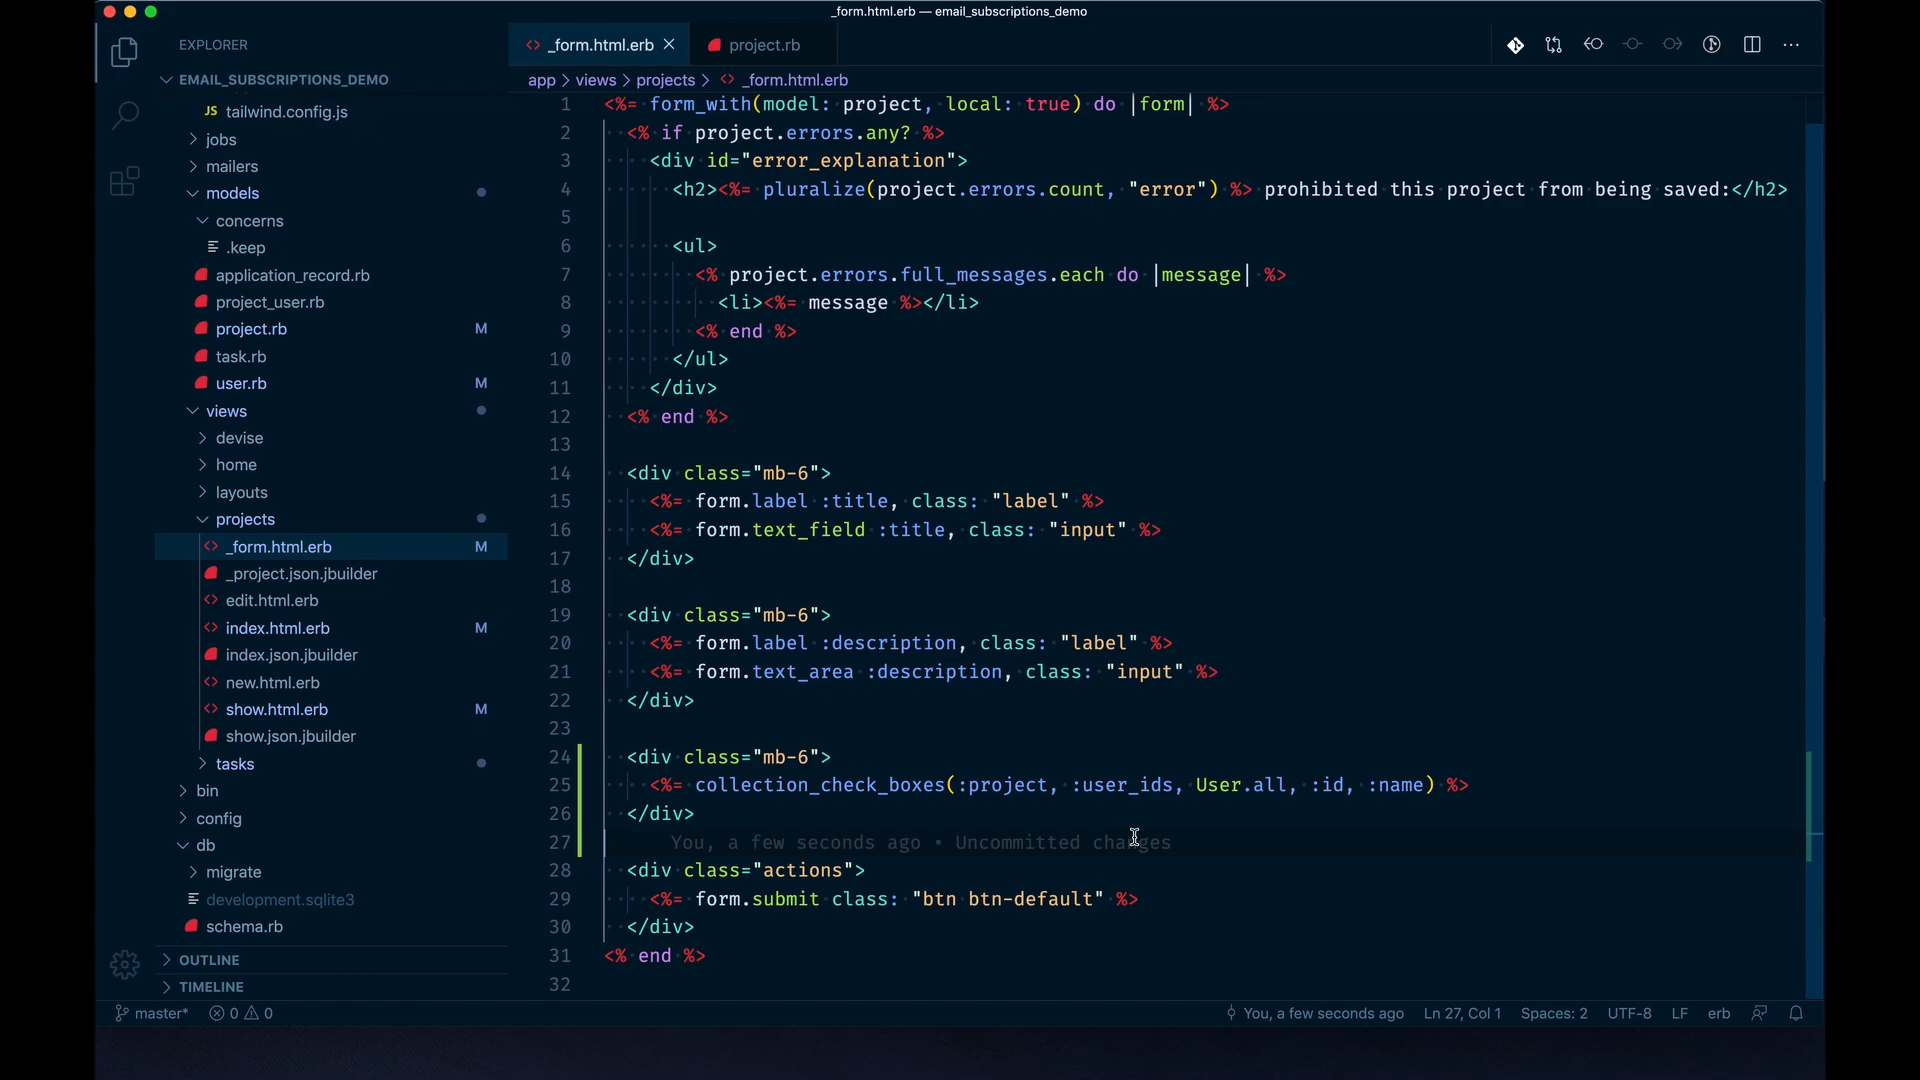 _form.html.erb — email_subscriptions_demo
EXPLORER
_form.html.erb
project.rb
EMAIL_SUBSCRIPTIONS_DEMO
app > views > projects > _form.html.erb
JS tailwind.config.js
jobs
mailers
models
concerns
.keep
application_record.rb
project_user.rb
project.rb M
task.rb
user.rb M
views
devise
home
layouts
projects
_form.html.erb M
_project.json.jbuilder
edit.html.erb
index.html.erb M
index.json.jbuilder
new.html.erb
show.html.erb M
show.json.jbuilder
tasks
bin
config
db
migrate
development.sqlite3
schema.rb
OUTLINE
TIMELINE
1 <%= form_with(model: project, local: true) do |form| %>
2 <% if project.errors.any? %>
3 <div id="error_explanation">
4 <h2><%= pluralize(project.errors.count, "error") %> prohibited this project from being saved:</h2>
5
6 <ul>
7 <% project.errors.full_messages.each do |message| %>
8 <li><%= message %></li>
9 <% end %>
10 </ul>
11 </div>
12 <% end %>
13
14 <div class="mb-6">
15 <%= form.label :title, class: "label" %>
16 <%= form.text_field :title, class: "input" %>
17 </div>
18
19 <div class="mb-6">
20 <%= form.label :description, class: "label" %>
21 <%= form.text_area :description, class: "input" %>
22 </div>
23
24 <div class="mb-6">
25 <%= collection_check_boxes(:project, :user_ids, User.all, :id, :name) %>
26 </div>
27 You, a few seconds ago • Uncommitted changes
28 <div class="actions">
29 <%= form.submit class: "btn btn-default" %>
30 </div>
31 <% end %>
32
master* 0 0
You, a few seconds ago Ln 27, Col 1 Spaces: 2 UTF-8 LF erb